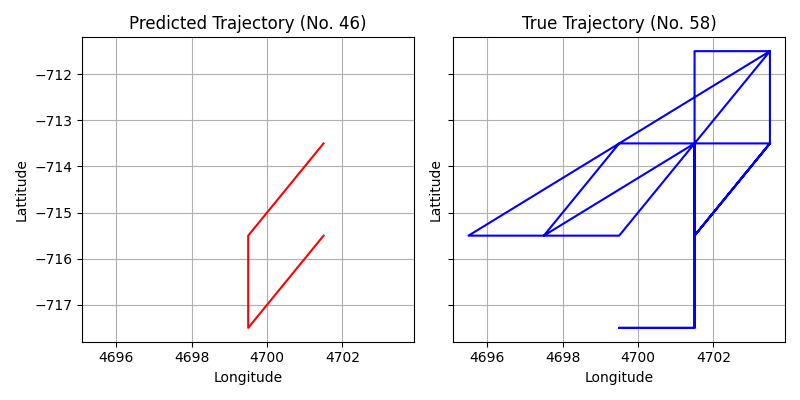 Predicted Trajectory (No. 46)
True Trajectory (No. 58)
−712
−713
−714
−715
−716
−717
Lattitude
Lattitude
4696
4698
4700
4702
4696
4698
4700
4702
Longitude
Longitude